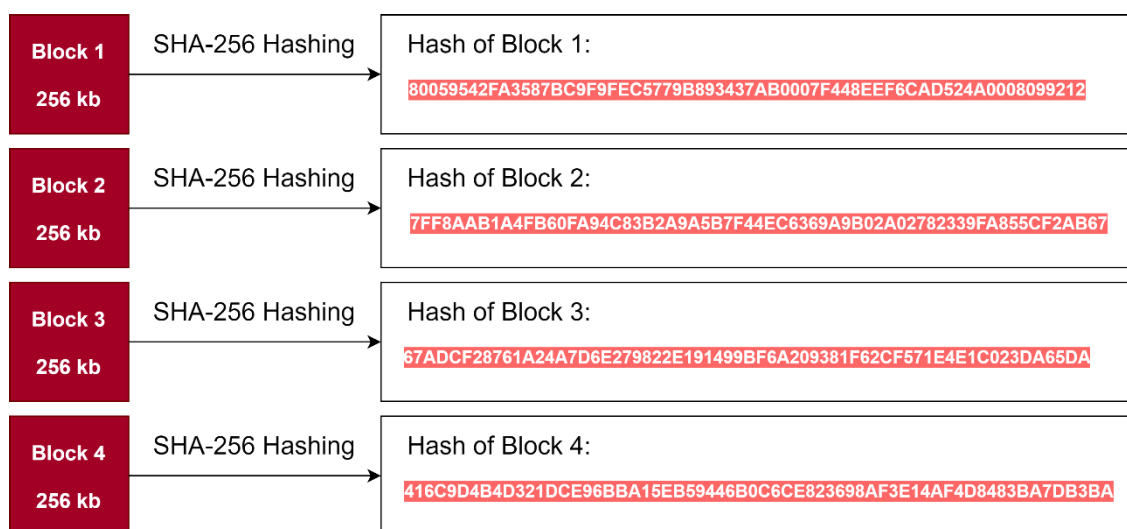 Block 1
256 kb
SHA-256 Hashing
Hash of Block 1:
80059542FA3587BC9F9FEC5779B893437AB0007F448EEF6CAD524A0008099212
Block 2
256 kb
SHA-256 Hashing
Hash of Block 2:
7FF8AAB1A4FB60FA94C83B2A9A5B7F44EC6369A9B02A02782339FA855CF2AB67
Block 3
256 kb
SHA-256 Hashing
Hash of Block 3:
67ADCF28761A24A7D6E279822E191499BF6A209381F62CF571E4E1C023DA65DA
Block 4
256 kb
SHA-256 Hashing
Hash of Block 4:
416C9D4B4D321DCE96BBA15EB59446B0C6CE823698AF3E14AF4D8483BA7DB3BA